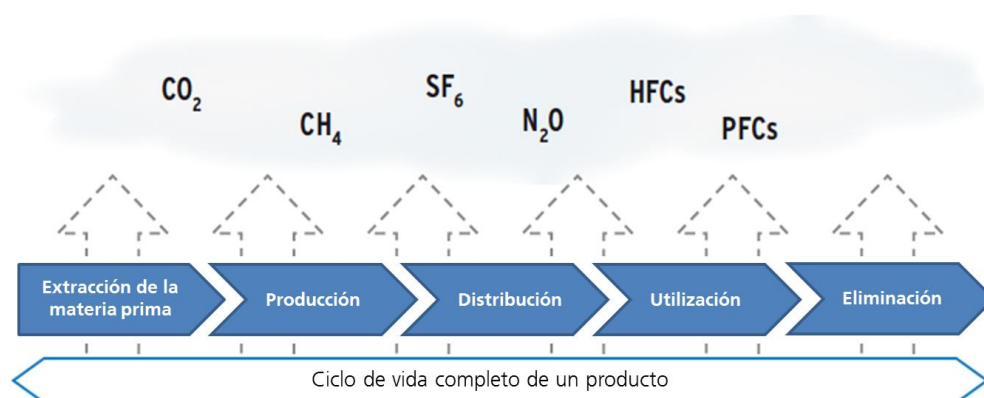 CO₂
CH₄
SF₆
N₂O
HFCs
PFCs
Extracción de la
materia prima
Producción
Distribución
Utilización
Eliminación
Ciclo de vida completo de un producto